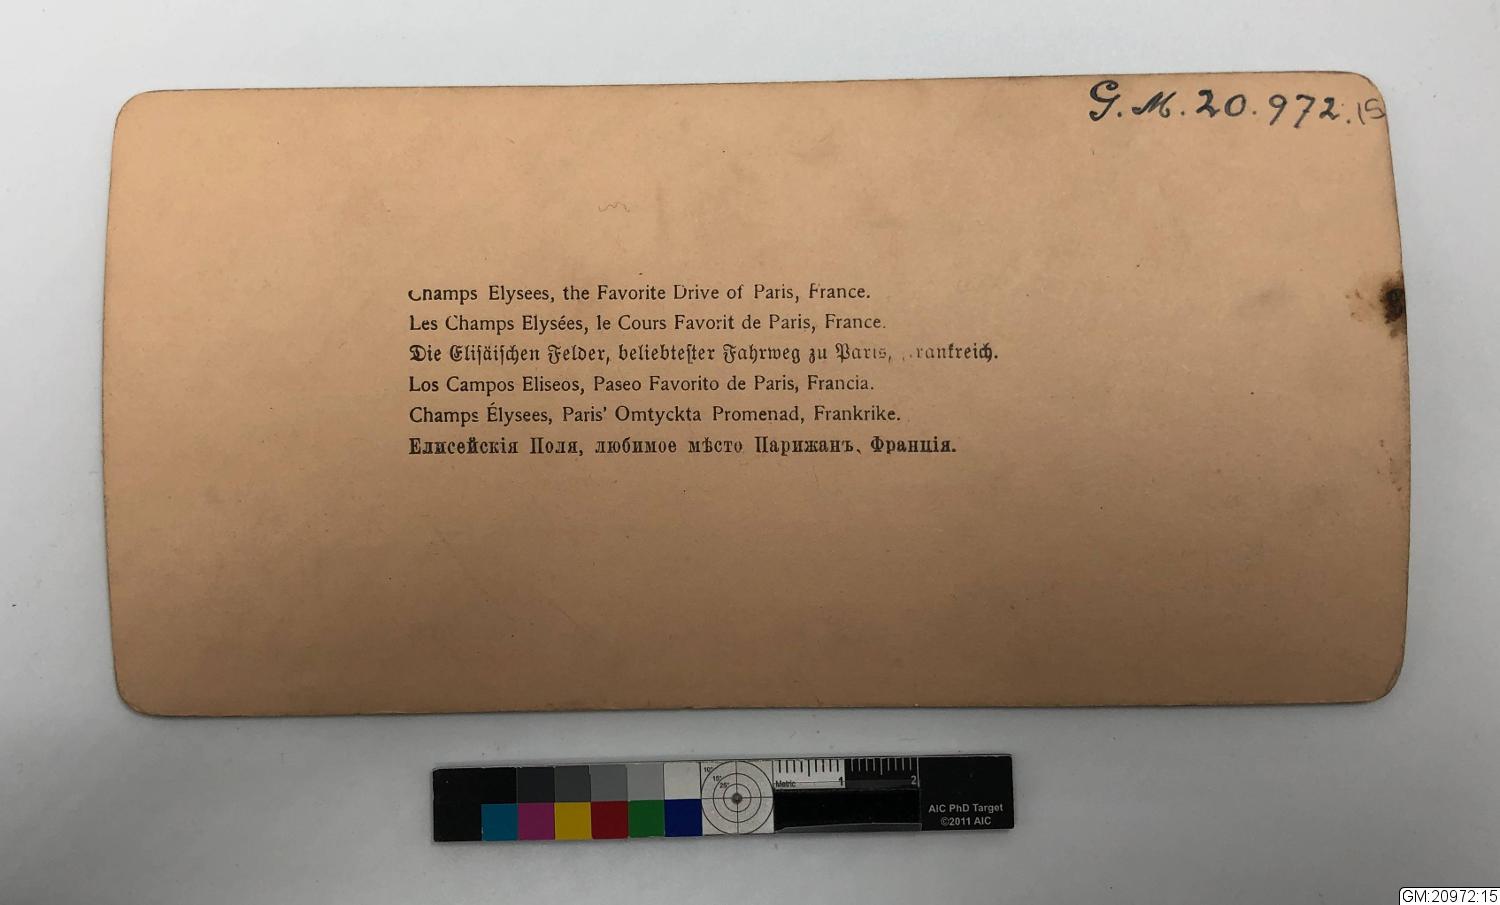 G. M. 20.972.15
Champs Elysees, the Favorite Drive of Paris, France.
Les Champs Elysées, le Cours Favorit de Paris, France.
Die Elisäischen Felder, beliebtester Fahrweg zu Paris, Frankreich.
Los Campos Eliseos, Paseo Favorito de Paris, Francia.
Champs Élysees, Paris' Omtyckta Promenad, Frankrike.
Елисейскія Поля, любимое мѣсто Парижанъ, Франція.
10°
15°
25°
Metric 1 2
AIC PhD Target
©2011 AIC
GM:20972:15